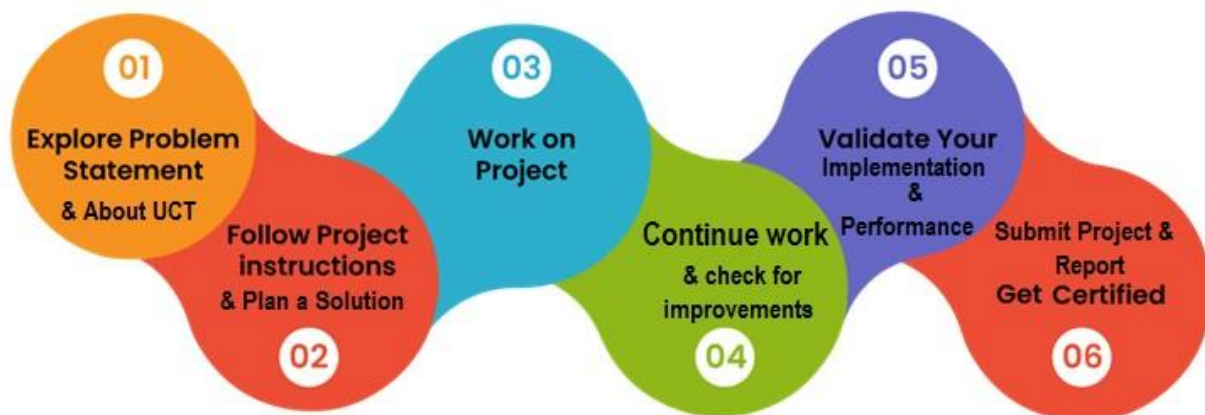 01
Explore Problem
Statement
& About UCT
Follow Project
instructions
& Plan a Solution
02
03
Work on
Project
Continue work
& check for
improvements
04
05
Validate Your
Implementation
&
Performance
Submit Project &
Report
Get Certified
06